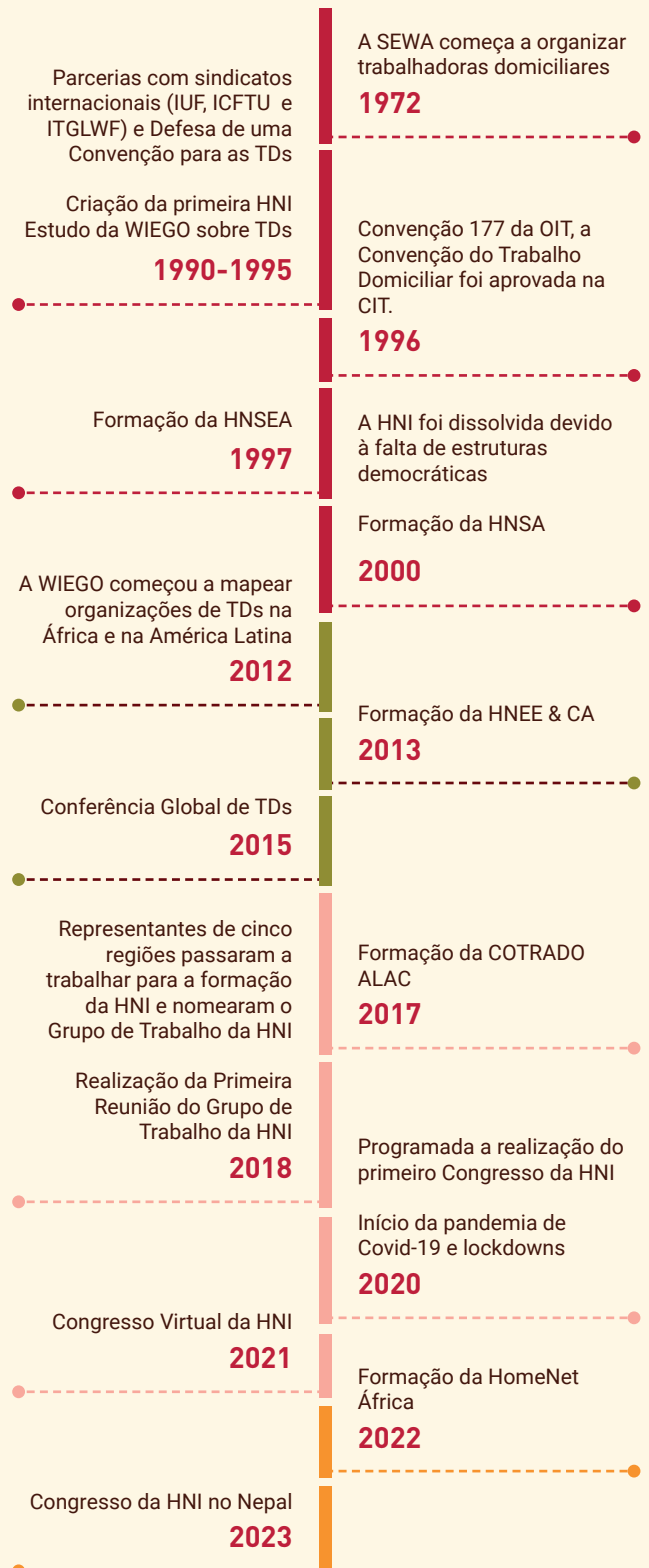 A SEWA começa a organizar
trabalhadoras domiciliares
1972
Parcerias com sindicatos
internacionais (IUF, ICFTU e
ITGLWF) e Defesa de uma
Convenção para as TDs
Criação da primeira HNI
Estudo da WIEGO sobre TDs
1990-1995
Convenção 177 da OIT, a
Convenção do Trabalho
Domiciliar foi aprovada na
CIT.
1996
Formação da HNSEA
1997
A HNI foi dissolvida devido
à falta de estruturas
democráticas
Formação da HNSA
2000
A WIEGO começou a mapear
organizações de TDs na
África e na América Latina
2012
Formação da HNEE & CA
2013
Conferência Global de TDs
2015
Representantes de cinco
regiões passaram a
trabalhar para a formação
da HNI e nomearam o
Grupo de Trabalho da HNI
Formação da COTRADO
ALAC
2017
Realização da Primeira
Reunião do Grupo de
Trabalho da HNI
2018
Programada a realização do
primeiro Congresso da HNI
Início da pandemia de
Covid-19 e lockdowns
2020
Congresso Virtual da HNI
2021
Formação da HomeNet
África
2022
Congresso da HNI no Nepal
2023